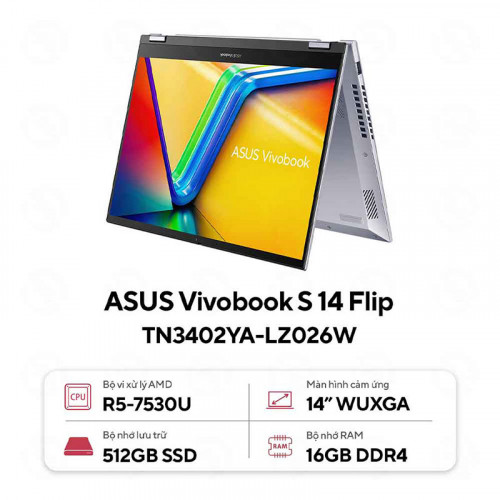 ASUS Vivobook
ASUS Vivobook S 14 Flip
TN3402YA-LZ026W
Bộ vi xử lý AMD
CPU
R5-7530U
Màn hình cảm ứng
14” WUXGA
Bộ nhớ lưu trữ
512GB SSD
Bộ nhớ RAM
RAM
16GB DDR4